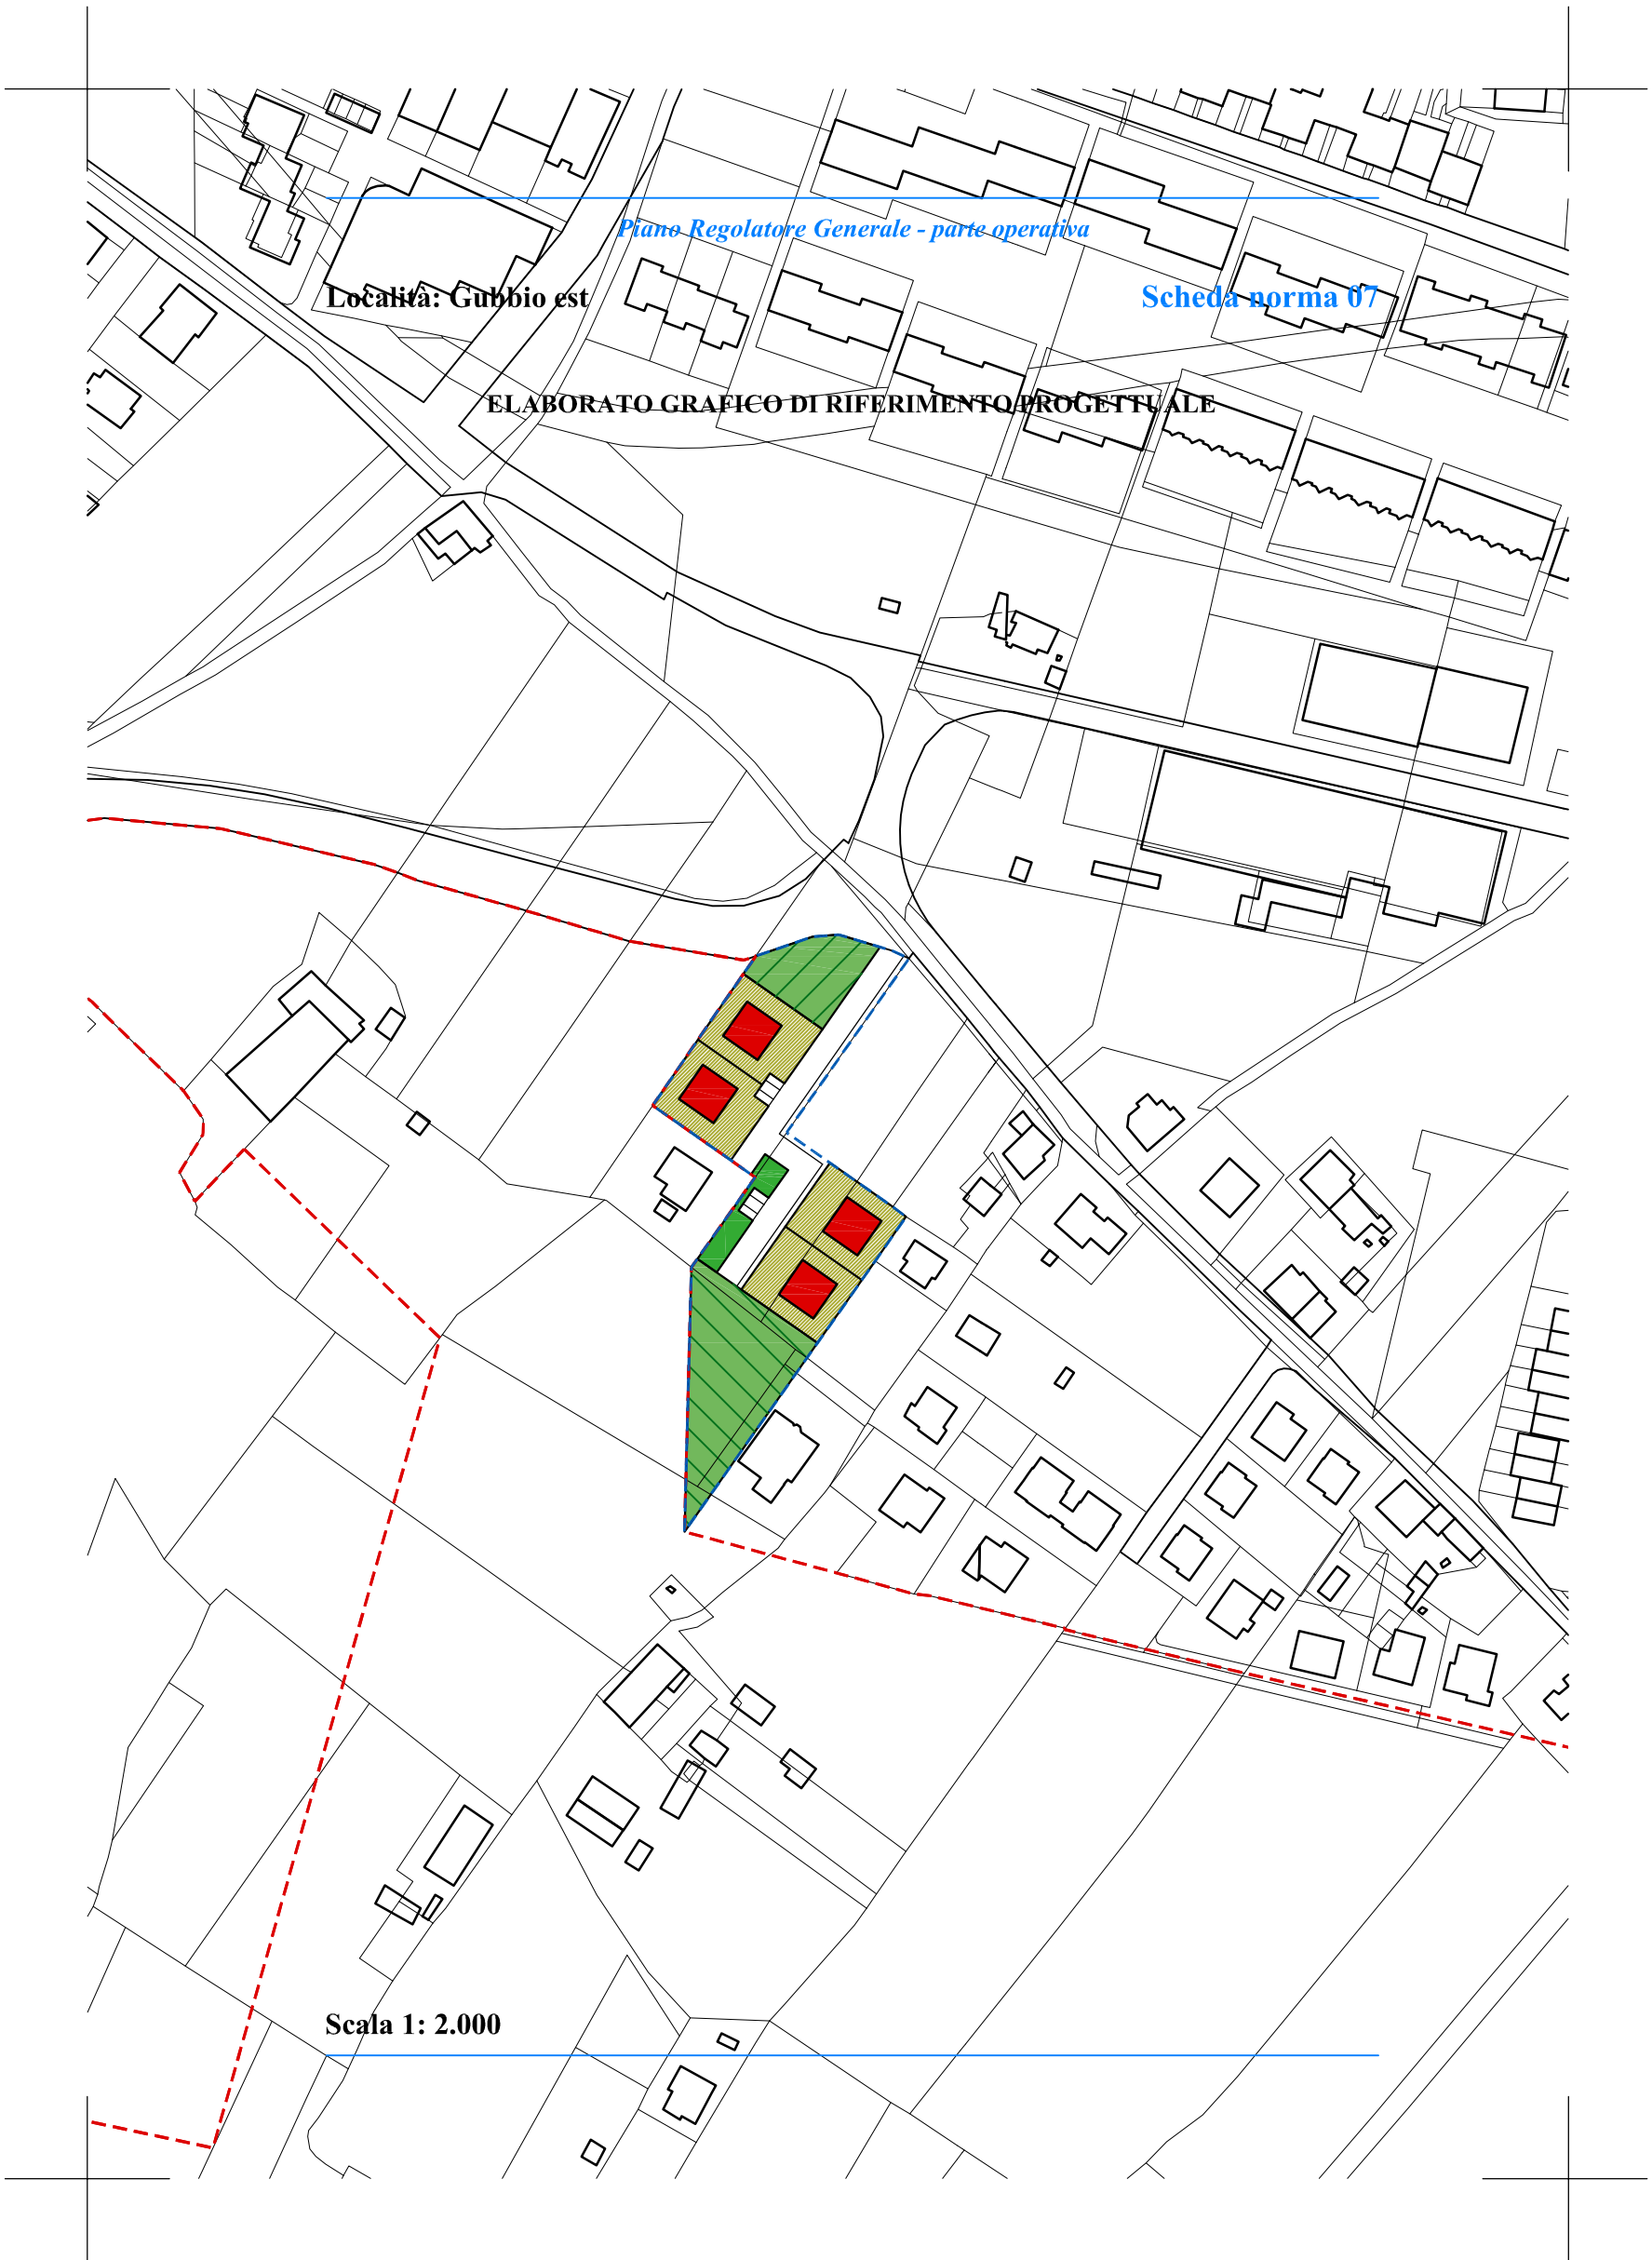 Piano Regolatore Generale - parte operativa
Località: Gubbio est
Scheda norma 07
ELABORATO GRAFICO DI RIFERIMENTO PROGETTUALE
Scala 1: 2.000